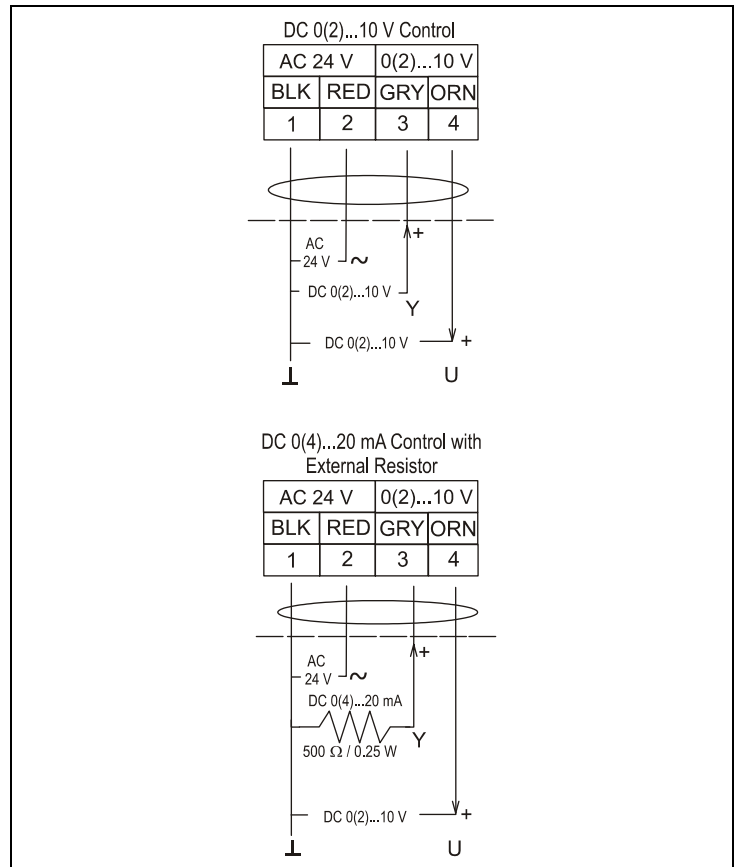 DC 0(2)...10 V Control
AC 24 V 0(2)...10 V
BLK RED GRY ORN
1 2 3 4
+
AC
24 V ~
DC 0(2)...10 V
Y
DC 0(2)...10 V +
⊥ U
DC 0(4)...20 mA Control with
External Resistor
AC 24 V 0(2)...10 V
BLK RED GRY ORN
1 2 3 4
+
AC
24 V ~
DC 0(4)...20 mA
Y
500 Ω / 0.25 W
DC 0(2)...10 V +
⊥ U